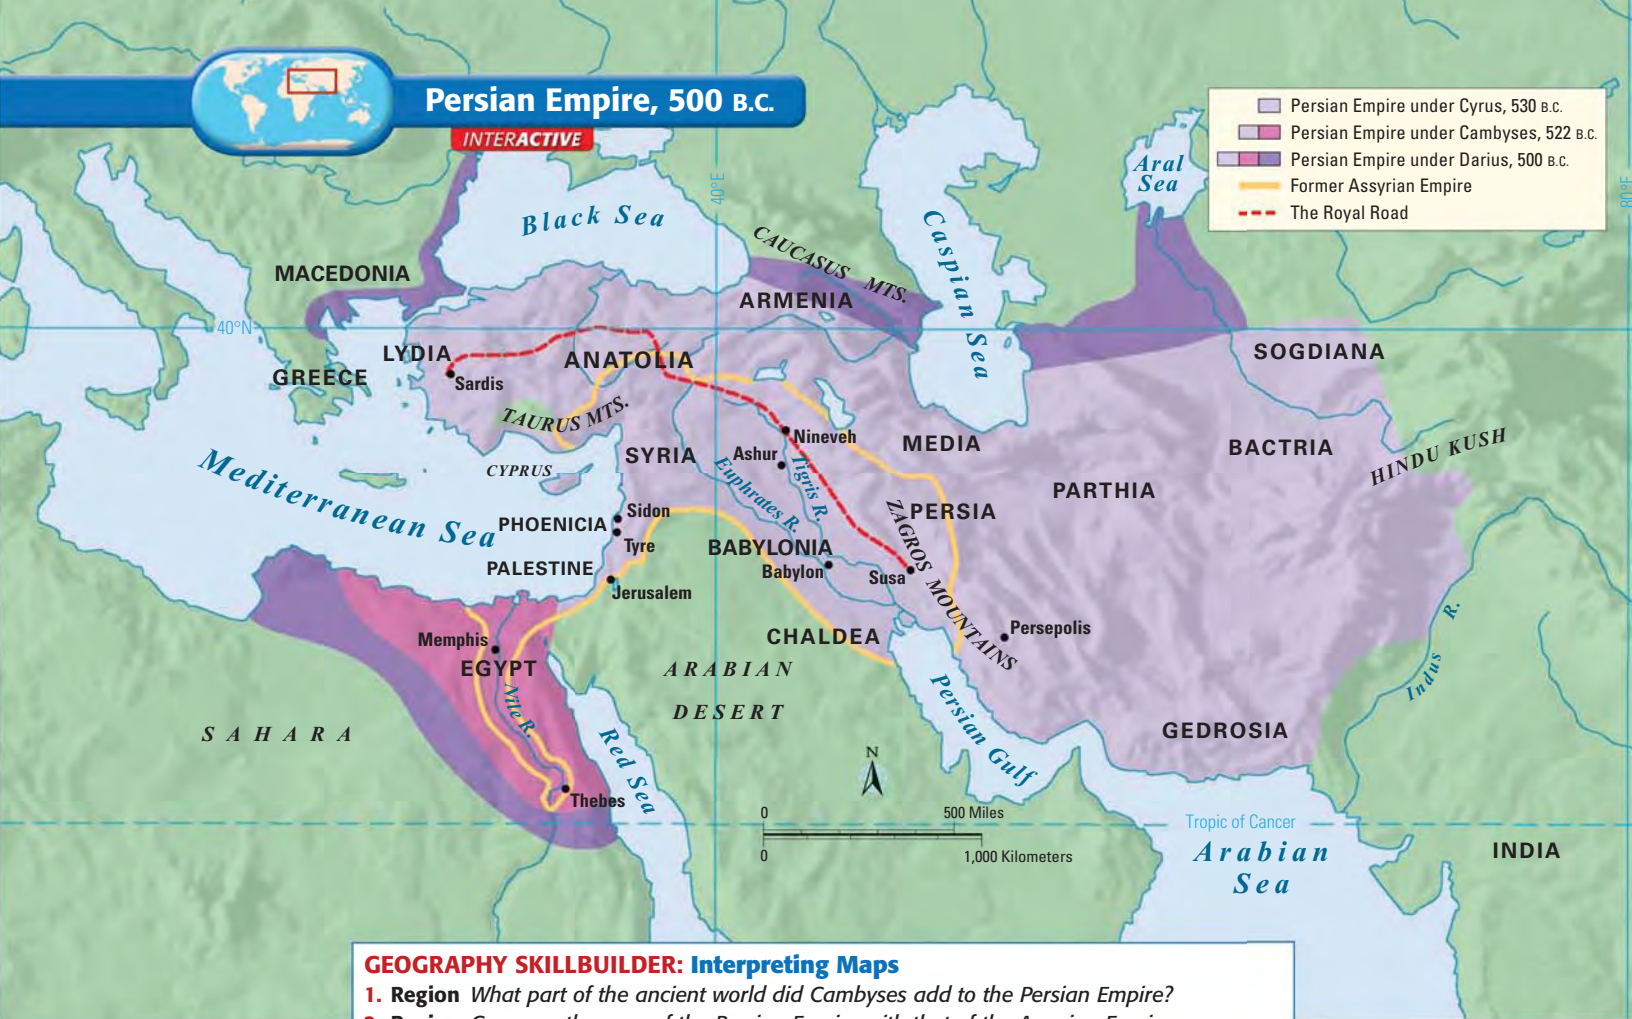 Persian Empire, 500 B.C.
INTERACTIVE
Persian Empire under Cyrus, 530 B.C.
Persian Empire under Cambyses, 522 B.C.
Persian Empire under Darius, 500 B.C.
Former Assyrian Empire
The Royal Road
40°E
80°E
Aral
Sea
Black Sea
CAUCASUS MTS.
Caspian Sea
MACEDONIA
ARMENIA
40°N
LYDIA
ANATOLIA
SOGDIANA
GREECE
Sardis
TAURUS MTS.
Nineveh
MEDIA
BACTRIA
HINDU KUSH
Ashur
SYRIA
CYPRUS
Mediterranean Sea
Euphrates R.
Tigris R.
PARTHIA
ZAGROS MOUNTAINS
PERSIA
Sidon
PHOENICIA
Tyre
BABYLONIA
Babylon
Susa
PALESTINE
Jerusalem
Indus R.
CHALDEA
Persepolis
Memphis
EGYPT
ARABIAN
DESERT
Nile R.
SAHARA
Red Sea
Persian Gulf
GEDROSIA
N
Thebes
0 500 Miles
0 1,000 Kilometers
Tropic of Cancer
Arabian
Sea
INDIA
GEOGRAPHY SKILLBUILDER: Interpreting Maps
1. Region What part of the ancient world did Cambyses add to the Persian Empire?